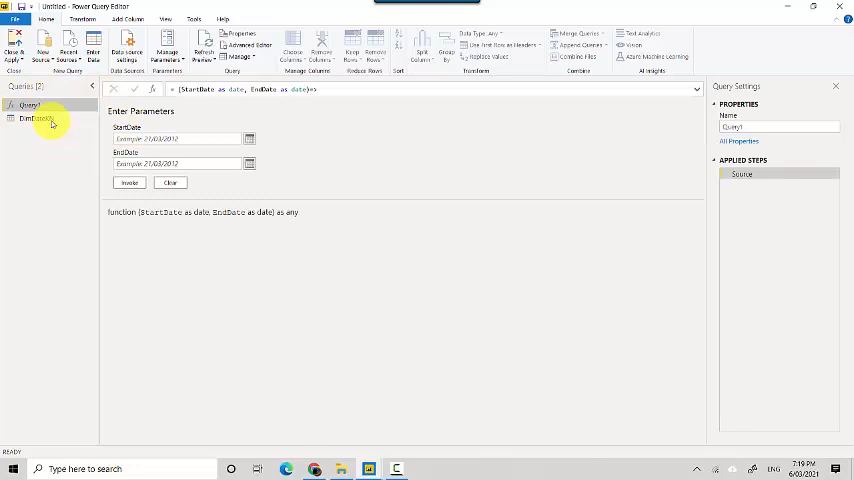 Untitled - Power Query Editor
File Home Transform Add Column View Tools Help
Close & Apply
New Source
Recent Sources
Enter Data
Data source settings
Manage Parameters
Refresh Preview
Properties
Advanced Editor
Manage
Choose Columns
Remove Columns
Keep Rows
Remove Rows
Split Column
Group By
Data Type: Any
Use First Row as Headers
Replace Values
Merge Queries
Append Queries
Combine Files
Text Analytics
Vision
Azure Machine Learning
Close
New Query
Data Sources
Parameters
Query
Manage Columns
Reduce Rows
Sort
Transform
Combine
AI Insights
Queries [2]
Query1
= (StartDate as date, EndDate as date)=>
Enter Parameters
StartDate
Example: 21/03/2012
EndDate
Example: 21/03/2012
Invoke Clear
function (StartDate as date, EndDate as date) as any
Query Settings
PROPERTIES
Name
Query1
All Properties
APPLIED STEPS
Source
READY
Type here to search
ENG
7:19 PM
6/03/2021